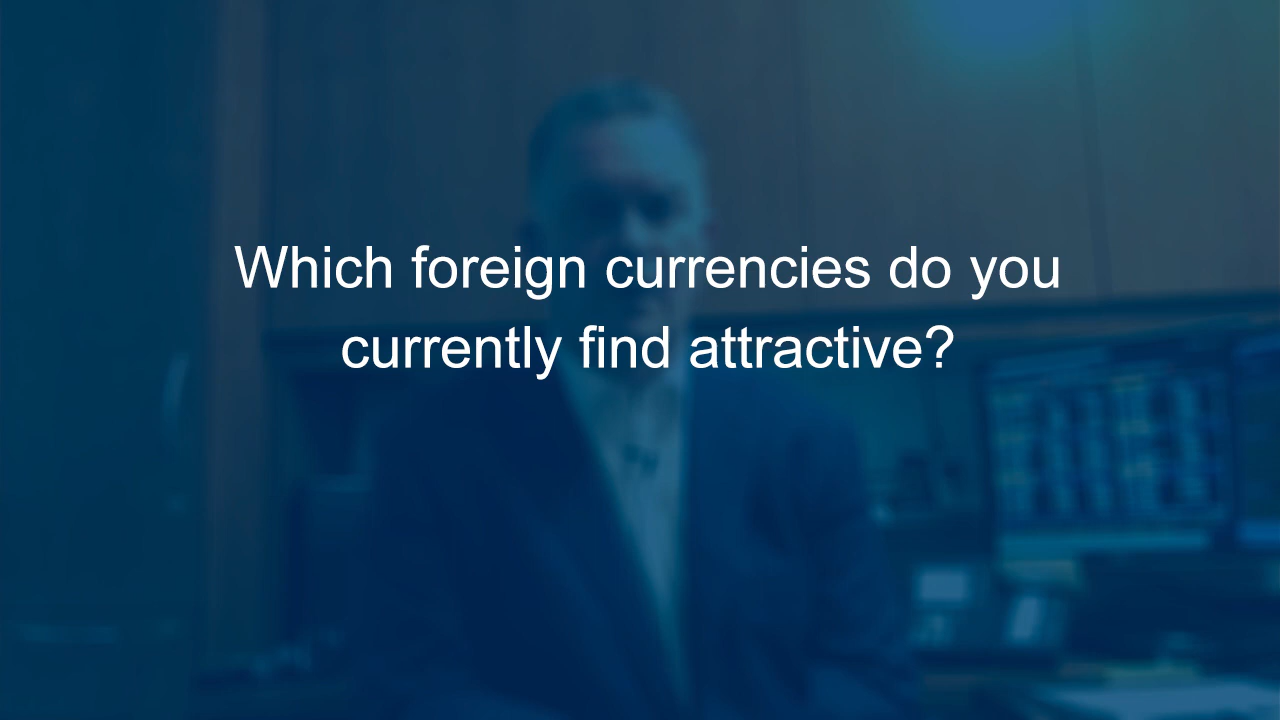 Which foreign currencies do you
currently find attractive?